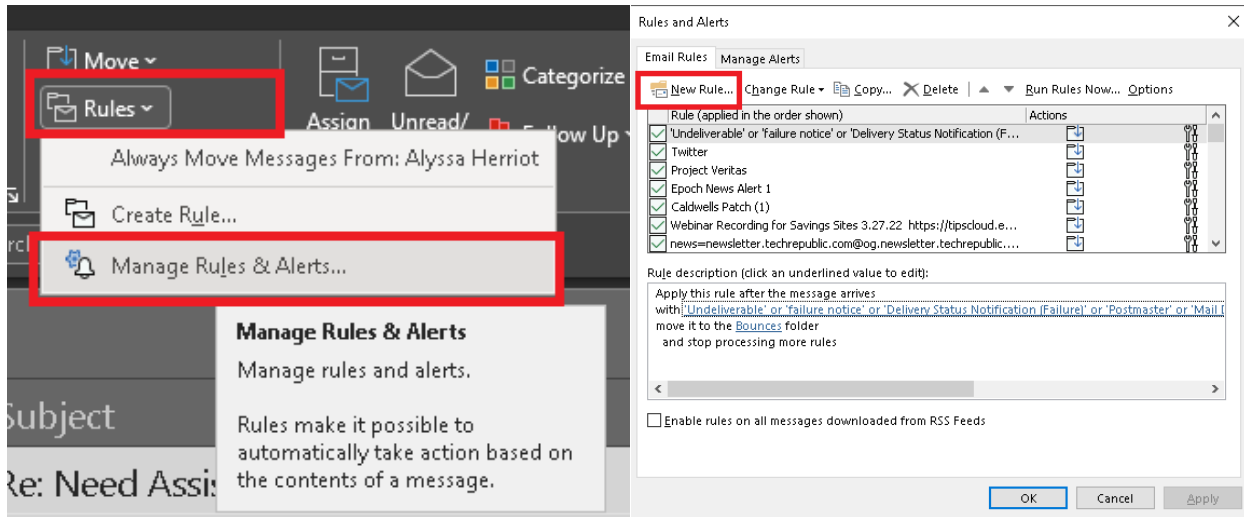 Move
Rules
Assign
Unread/
Categorize
Follow Up
Always Move Messages From: Alyssa Herriot
Create Rule...
Manage Rules & Alerts...
Manage Rules & Alerts
Manage rules and alerts.
Rules make it possible to
automatically take action based on
the contents of a message.
Subject
Re: Need
Rules and Alerts
Email Rules
Manage Alerts
New Rule...
Change Rule
Copy...
Delete
Run Rules Now...
Options
Rule (applied in the order shown)
Actions
'Undeliverable' or 'failure notice' or 'Delivery Status Notification (F...
Twitter
Project Veritas
Epoch News Alert 1
Caldwells Patch (1)
Webinar Recording for Savings Sites 3.27.22 https://tipscloud.e...
news=newsletter.techrepublic.com@og.newsletter.techrepublic....
Rule description (click an underlined value to edit):
Apply this rule after the message arrives
with 'Undeliverable' or 'failure notice' or 'Delivery Status Notification (Failure)' or 'Postmaster' or 'Mail
move it to the Bounces folder
and stop processing more rules
Enable rules on all messages downloaded from RSS Feeds
OK
Cancel
Apply